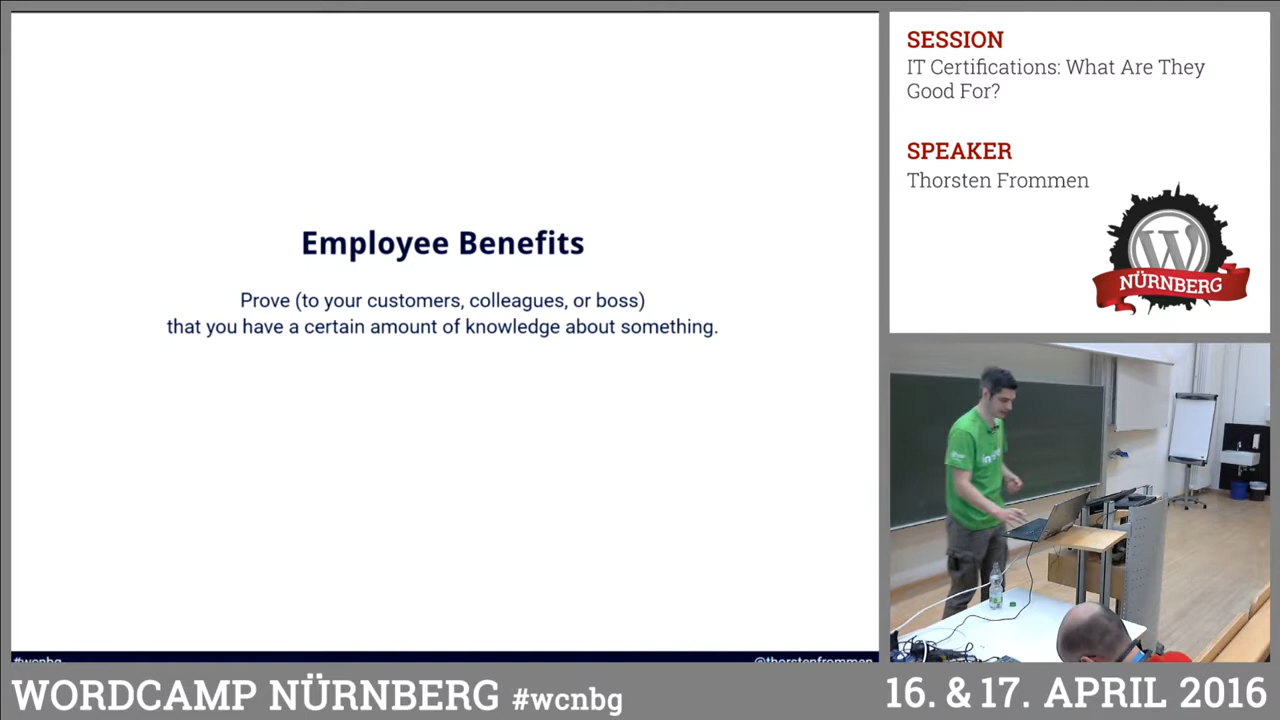 Employee Benefits
Prove (to your customers, colleagues, or boss)
that you have a certain amount of knowledge about something.
#wcnbg
@thorstenfrommen
SESSION
IT Certifications: What Are They
Good For?
SPEAKER
Thorsten Frommen
W
NÜRNBERG
WORDCAMP NÜRNBERG #wcnbg
16. & 17. APRIL 2016